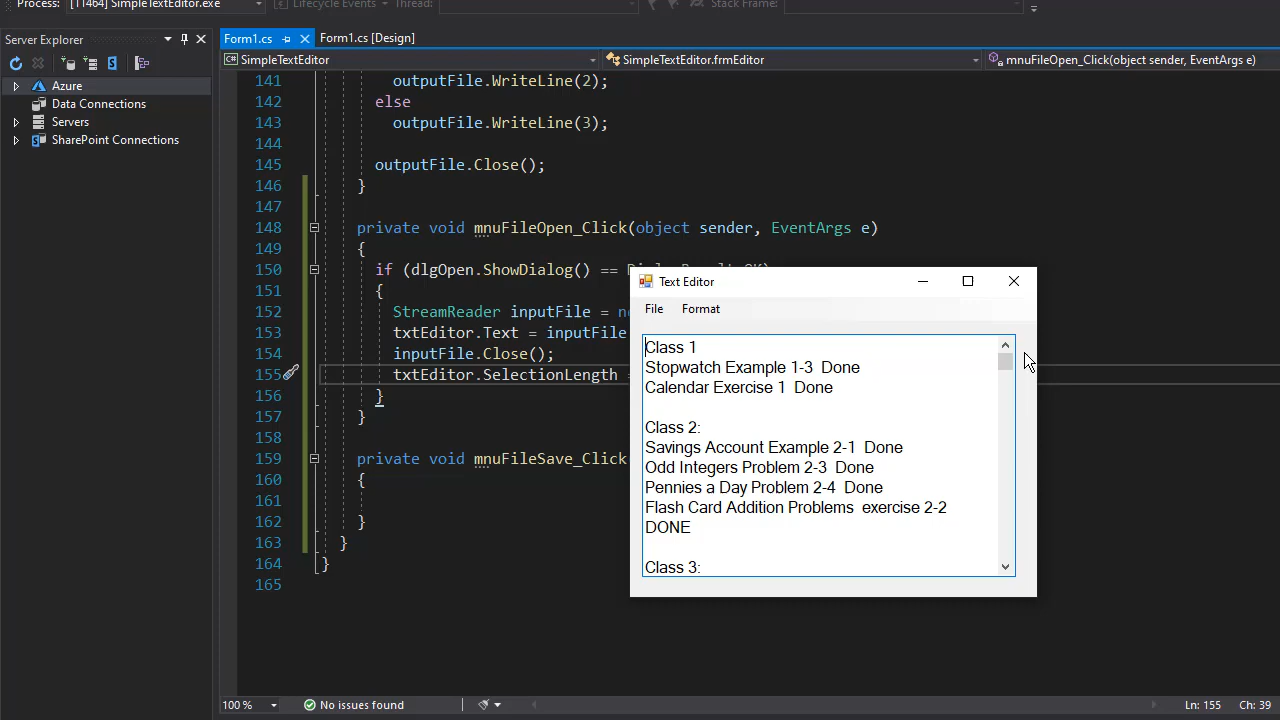 Process: [11464] SimpleTextEditor.exe Lifecycle Events Thread: Stack Frame:
Server Explorer
Form1.cs Form1.cs [Design]
SimpleTextEditor SimpleTextEditor.frmEditor mnuFileOpen_Click(object sender, EventArgs e)
Azure
Data Connections
Servers
SharePoint Connections
141 outputFile.WriteLine(2);
142 else
143 outputFile.WriteLine(3);
144
145 outputFile.Close();
146 }
147
148 private void mnuFileOpen_Click(object sender, EventArgs e)
149 {
150 if (dlgOpen.ShowDialog() ==
151 {
152 StreamReader inputFile =
153 txtEditor.Text = inputFile
154 inputFile.Close();
155 txtEditor.SelectionLength =
156 }
157 }
158
159 private void mnuFileSave_Click
160 {
161
162 }
163 }
164 }
165
Text Editor
File Format
Class 1
Stopwatch Example 1-3 Done
Calendar Exercise 1 Done
Class 2:
Savings Account Example 2-1 Done
Odd Integers Problem 2-3 Done
Pennies a Day Problem 2-4 Done
Flash Card Addition Problems exercise 2-2
DONE
Class 3:
100 % No issues found Ln: 155 Ch: 39